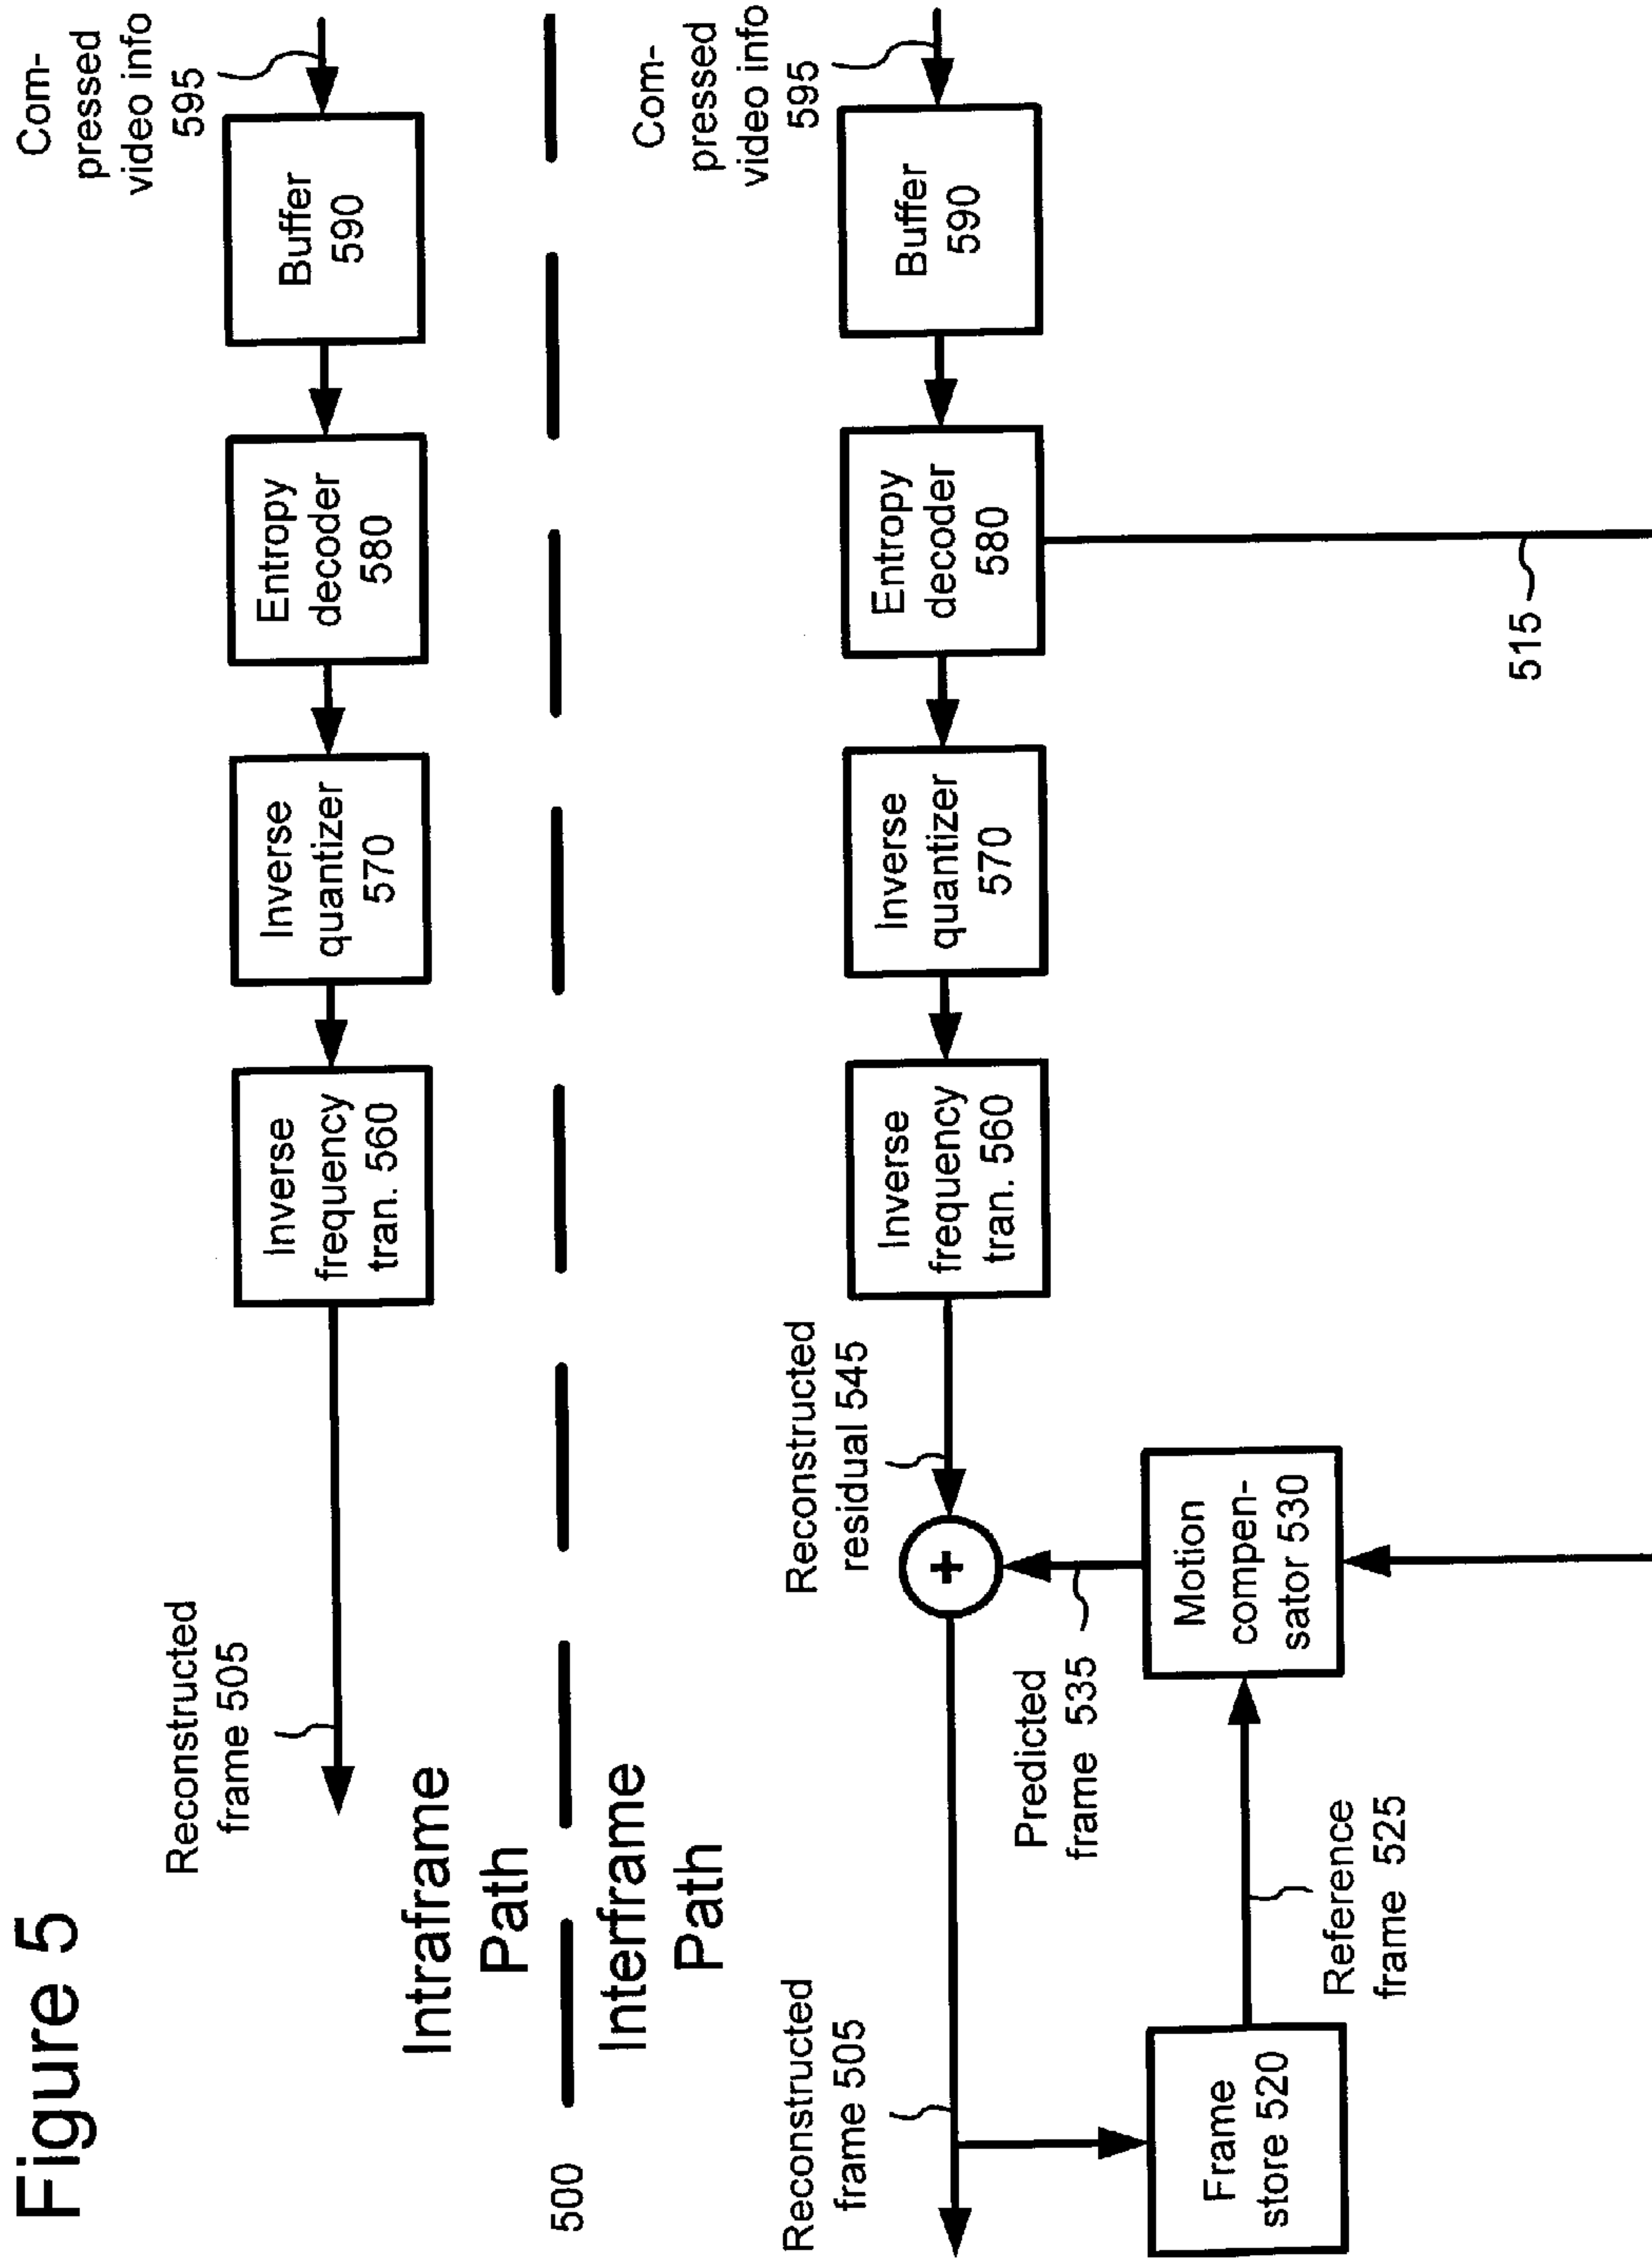 Figure 5
Reconstructed
frame 505
Inverse
frequency
tran. 560
Inverse
quantizer
570
Entropy
decoder
580
Buffer
590
Com-
pressed
video info
595
Intraframe
Path
500
Interframe
Path
Reconstructed
frame 505
Reconstructed
residual 545
Inverse
frequency
tran. 560
Inverse
quantizer
570
Entropy
decoder
580
Buffer
590
Com-
pressed
video info
595
+
Predicted
frame 535
Frame
store 520
Reference
frame 525
Motion
compen-
sator 530
515